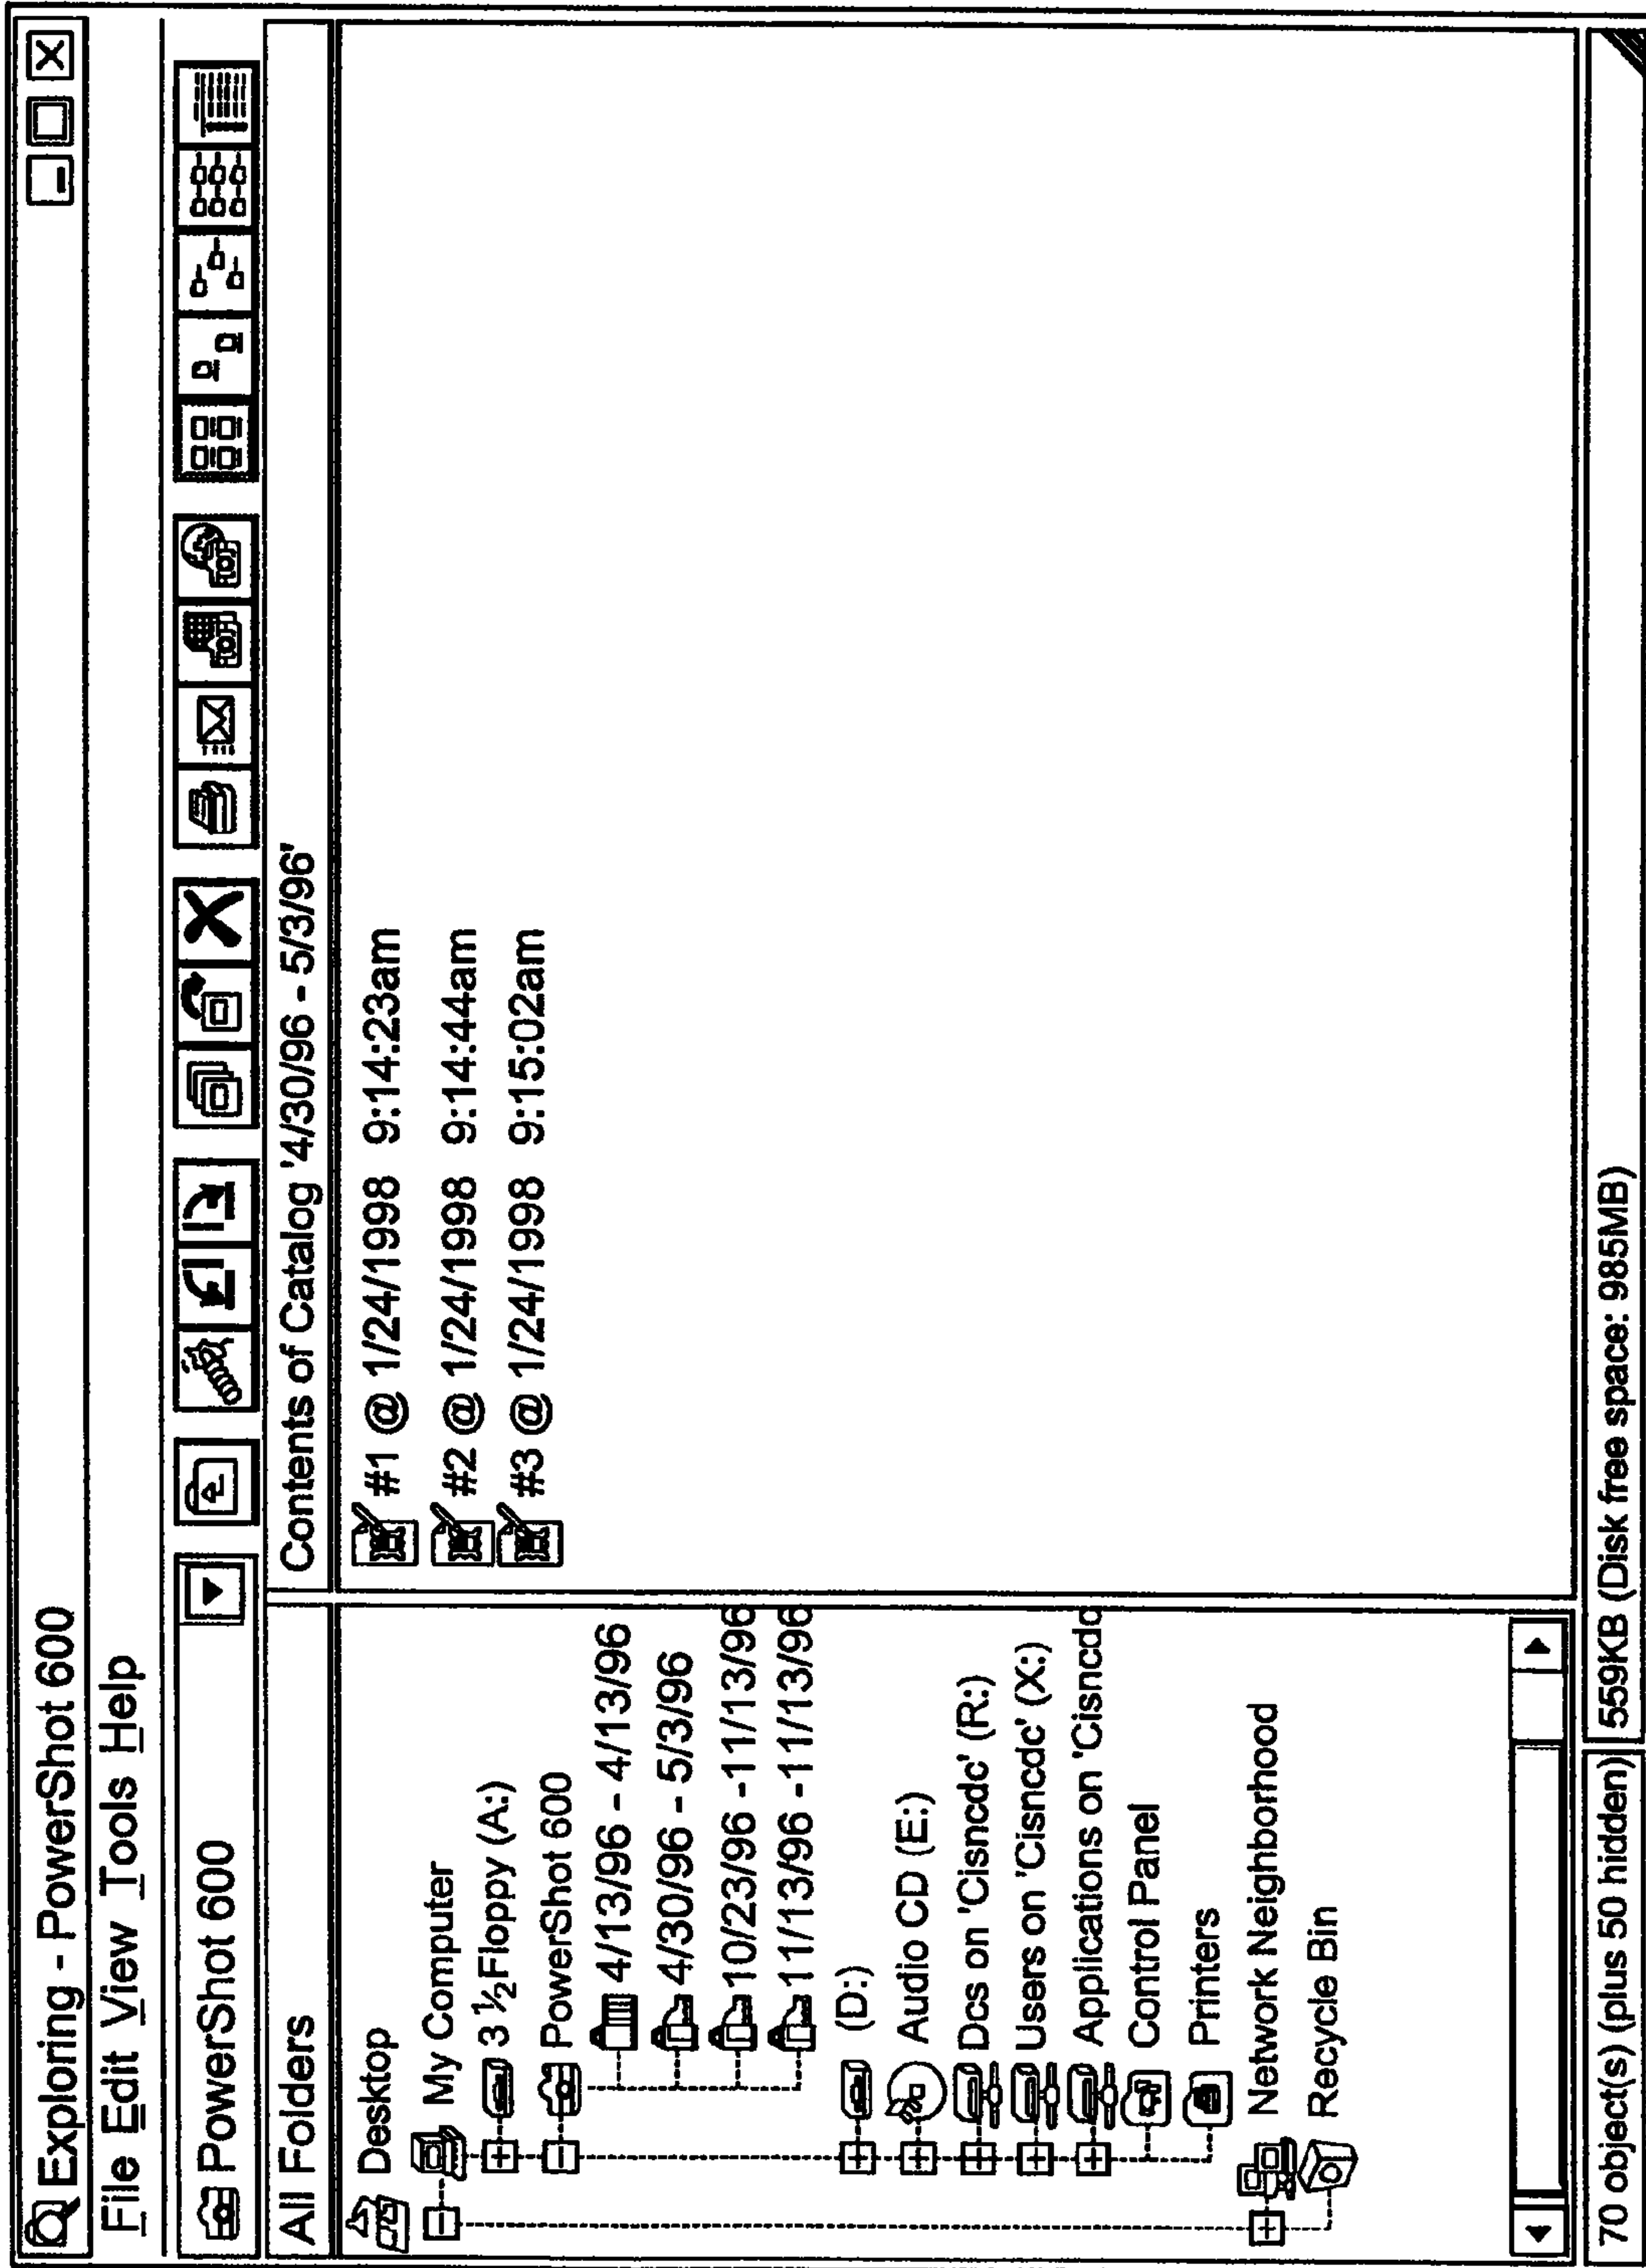 Exploring - PowerShot 600
File Edit View Tools Help
PowerShot 600
All Folders
Contents of Catalog '4/30/96 - 5/3/96'
Desktop
My Computer
3 ½Floppy (A:)
PowerShot 600
4/13/96 - 4/13/96
4/30/96 - 5/3/96
10/23/96 -11/13/96
11/13/96 -11/13/96
(D:)
Audio CD (E:)
Dcs on 'Cisncdc' (R:)
Users on 'Cisncdc' (X:)
Applications on 'Cisncdc
Control Panel
Printers
Network Neighborhood
Recycle Bin
#1 @ 1/24/1998 9:14:23am
#2 @ 1/24/1998 9:14:44am
#3 @ 1/24/1998 9:15:02am
70 object(s) (plus 50 hidden)
559KB (Disk free space: 985MB)